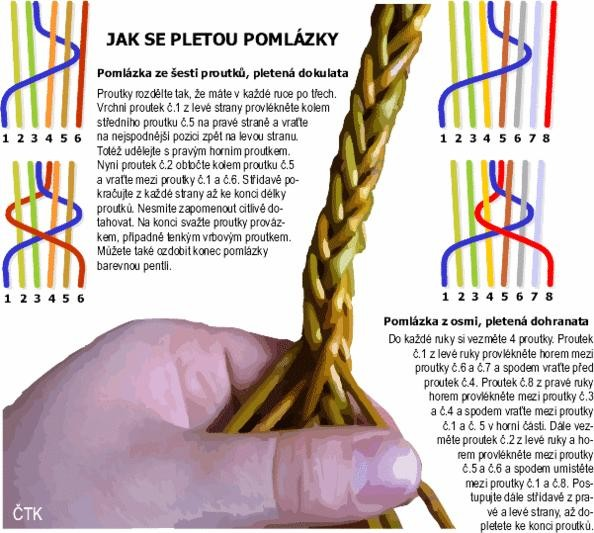 JAK SE PLETOU POMLÁZKY
Pomlázka ze šesti proutků, pletená dokulata
Proutky rozdělte tak, že máte v každé ruce po třech.
Vrchní proutek č.1 z levé strany provlékněte kolem
středního proutku č.5 na pravé straně a vraťte
na nejspodnější pozici zpět na levou stranu.
Totéž udělejte s pravým horním proutkem.
Nyní proutek č.2 obtočte kolem proutku č.5
a vraťte mezi proutky č.1 a č.6. Střídavě po-
kračujte z každé strany až ke konci délky
proutků. Nesmíte zapomenout citlivě do-
tahovat. Na konci svažte proutky prováz-
kem, případně tenkým vrbovým proutkem.
Můžete také ozdobit konec pomlázky
barevnou pentlí.
1 2 3 4 5 6
1 2 3 4 5 6
1 2 3 4 5 6 7 8
1 2 3 4 5 6 7 8
Pomlázka z osmi, pletená dohranata
Do každé ruky si vezměte 4 proutky. Proutek
č.1 z levé ruky provlékněte horem mezi
proutky č.6 a č.7 a spodem vraťte před
proutek č.4. Proutek č.8 z pravé ruky
horem provlékněte mezi proutky č.3
a č.4 a spodem vraťte mezi proutky
č.1 a č. 5 v horní části. Dále vez-
měte proutek č.2 z levé ruky a ho-
rem provlékněte mezi proutky
č.5 a č.6 a spodem umístěte
mezi proutky č.1 a č.8. Pos-
tupujte dále střídavě z pra-
vé a levé strany, až do-
pletete ke konci proutků.
ČTK